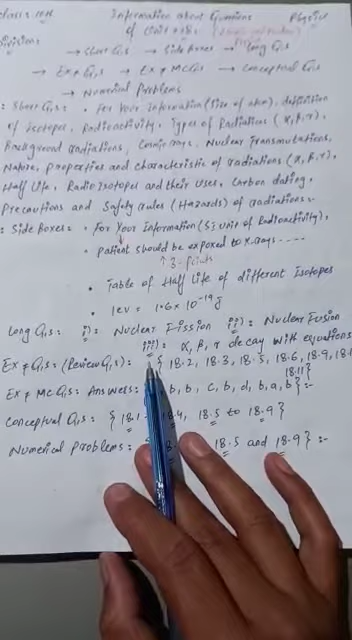 Class: 10th Information about Questions Physics
Divisions of Unit #18:
→ Short Q,s → Side Boxes → Long Q,s
→ Ex # Q,s → Ex # MCQ,s → Conceptual Q,s
→ Numerical Problems
: Short Q,s: • For Your Information (Size of atom), definition
of isotopes, Radioactivity, Types of Radiations (α, β, γ),
Background radiations, Cosmic rays, Nuclear Transmutations,
Nature, Properties and characteristic of radiations (α, β, γ),
Half Life, Radioisotopes and their uses, Carbon dating,
Precautions and Safety rules (Hazards) of radiations:-
: Side Boxes: • For Your Information (S; unit of Radioactivity),
• Patient should be exposed to X.rays ----
↑ 3-Points
• Table of Half Life of different Isotopes
• 1ev = 1.6 × 10⁻¹⁹ J
Long Q,s: i): Nuclear Fission ii): Nuclear Fusion
iii): α, β, γ decay with equations
Ex # Q,s: (Review Q,s): { 18.2, 18.3, 18.5, 18.6, 18.9,
18.11}
Ex # MCQ,s: Answers: b, b, c, b, d, b, a, b} :-
Conceptual Q,s: { 18.1 18.5 to 18.9}
Numerical Problems: 18.5 and 18.9} :-